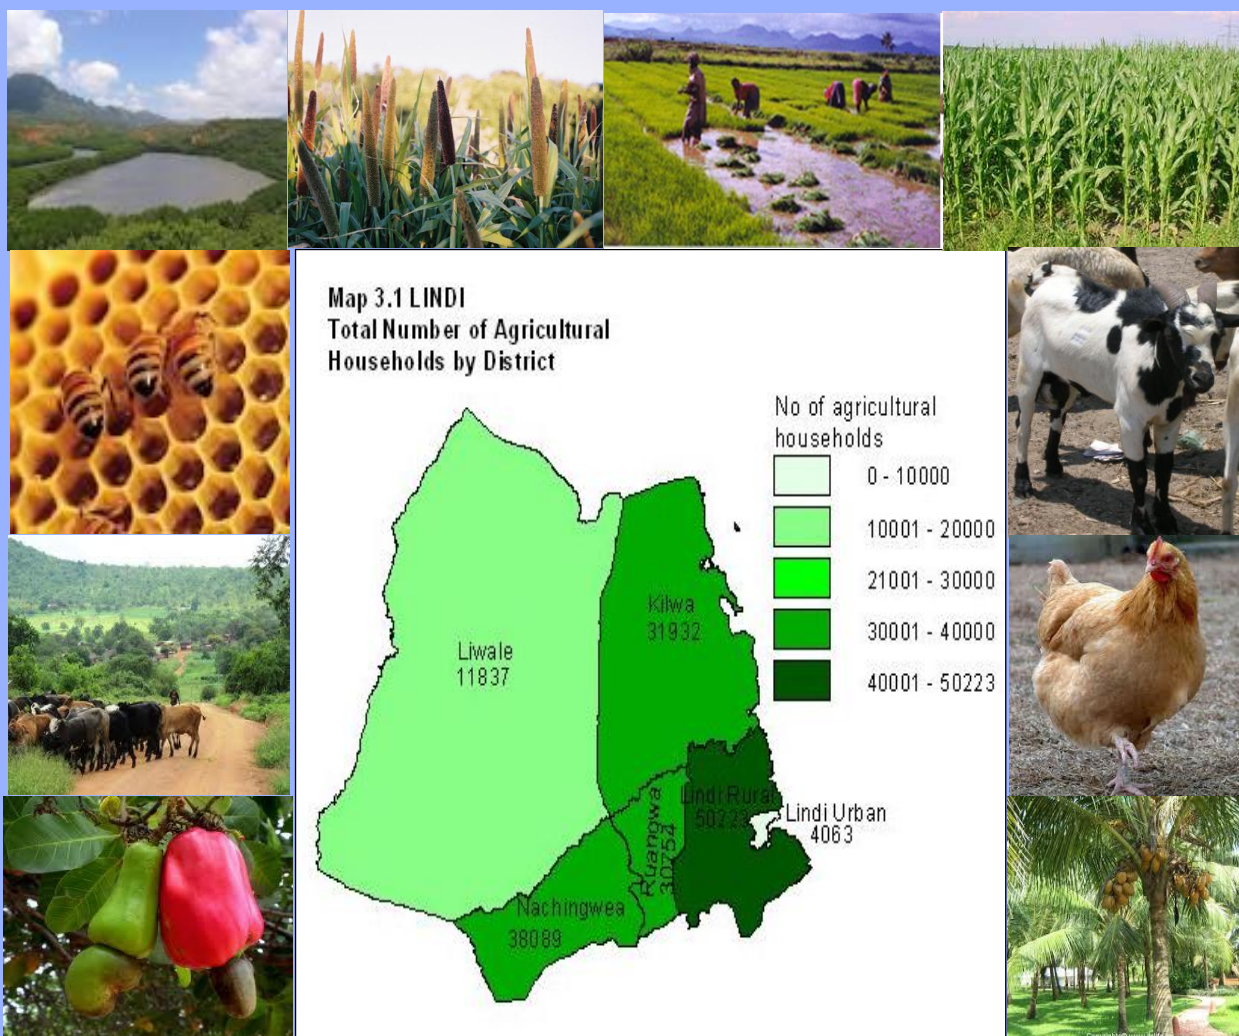 Map 3.1 LINDI
Total Number of Agricultural
Households by District
No of agricultural
households
0 - 10000
10001 - 20000
21001 - 30000
30001 - 40000
40001 - 50223
Kilwa
31932
Liwale
11837
Lindi Rural
50223
Lindi Urban
4063
Ruangwa
30754
Nachingwea
38089